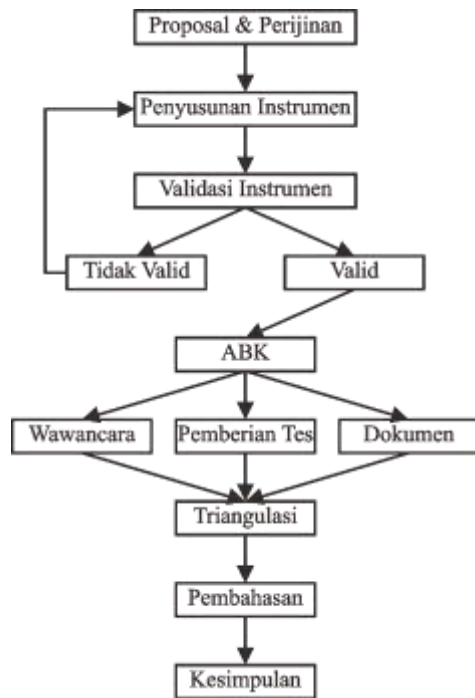 Proposal & Perijinan
Penyusunan Instrumen
Validasi Instrumen
Tidak Valid
Valid
ABK
Wawancara
Pemberian Tes
Dokumen
Triangulasi
Pembahasan
Kesimpulan